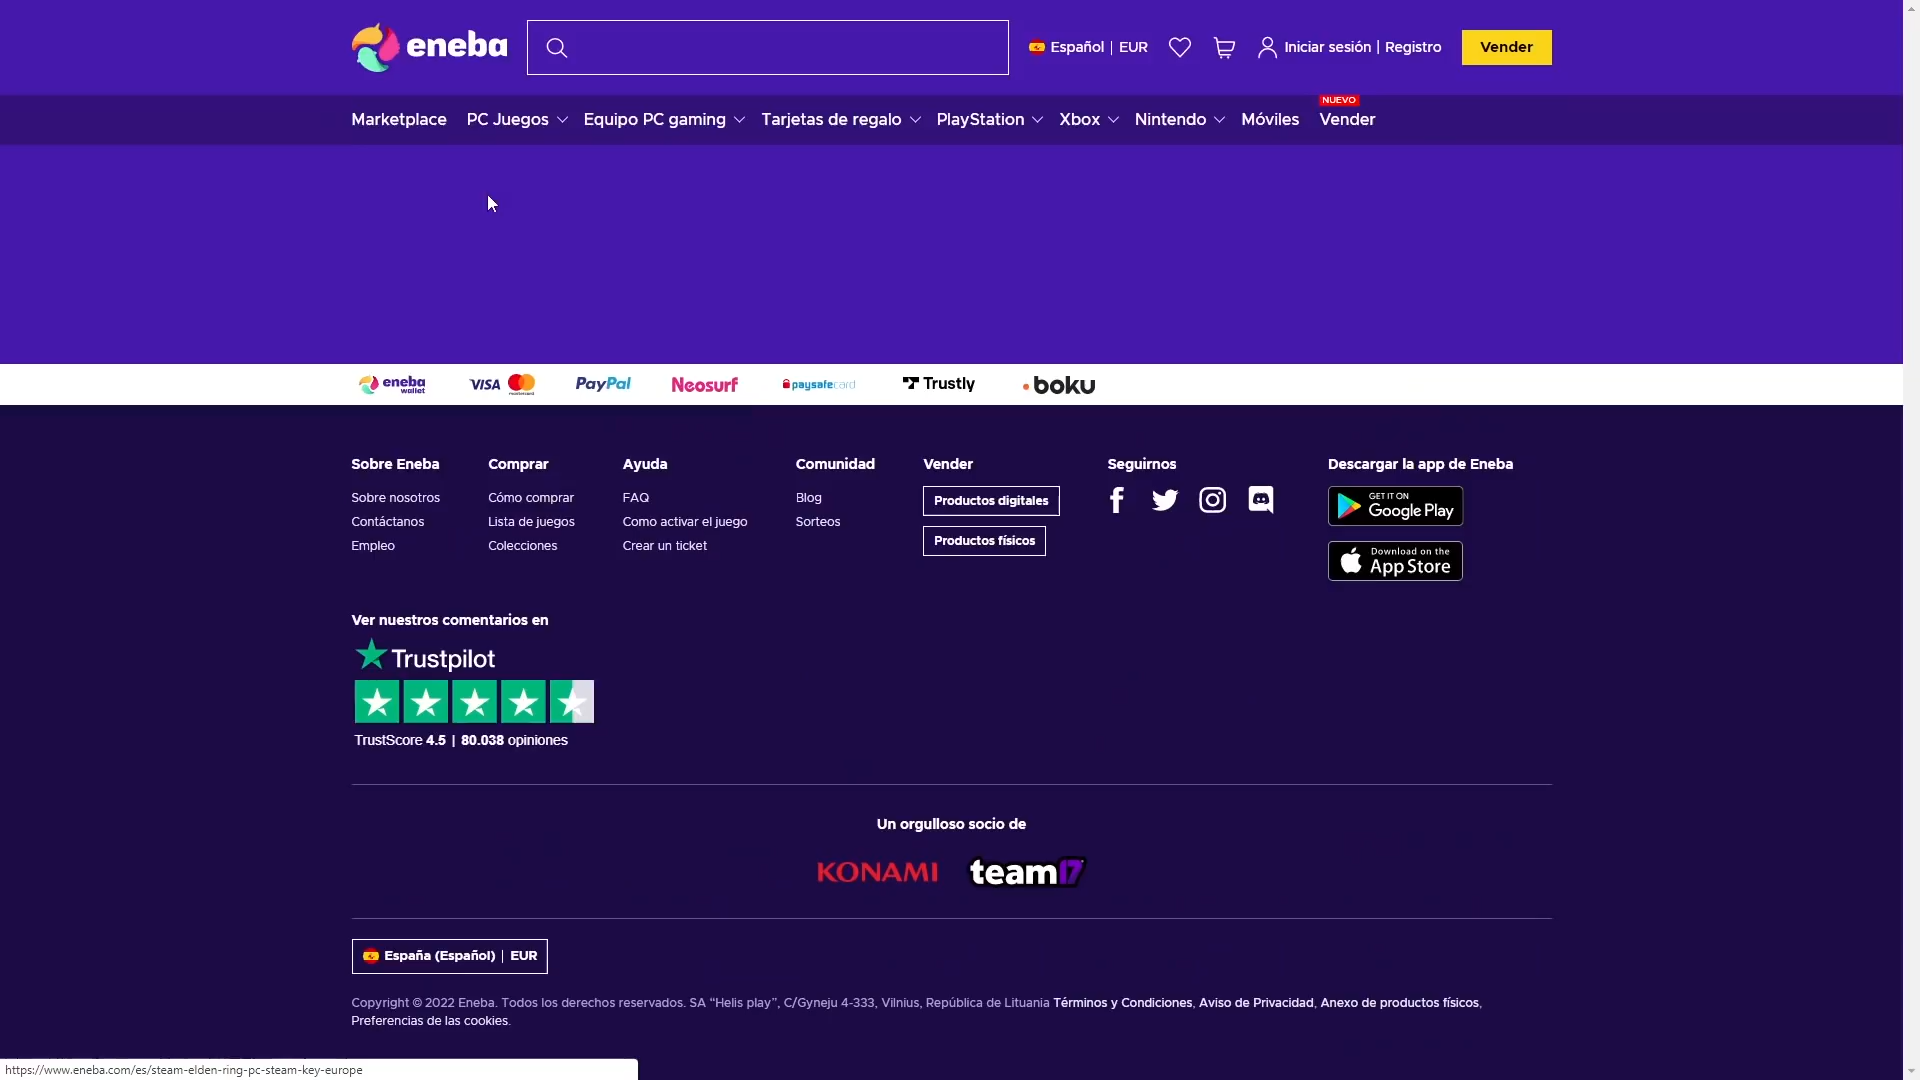 eneba
Español | EUR
Iniciar sesión | Registro
Vender
NUEVO
Marketplace PC Juegos Equipo PC gaming Tarjetas de regalo PlayStation Xbox Nintendo Móviles Vender
eneba wallet VISA mastercard PayPal Neosurf paysafecard Trustly boku
Sobre Eneba
Sobre nosotros
Contáctanos
Empleo
Comprar
Cómo comprar
Lista de juegos
Colecciones
Ayuda
FAQ
Como activar el juego
Crear un ticket
Comunidad
Blog
Sorteos
Vender
Productos digitales
Productos físicos
Seguirnos
Descargar la app de Eneba
GET IT ON
Google Play
Download on the
App Store
Ver nuestros comentarios en
Trustpilot
TrustScore 4.5 | 80.038 opiniones
Un orgulloso socio de
KONAMI team17
España (Español) | EUR
Copyright © 2022 Eneba. Todos los derechos reservados. SA “Helis play”, C/Gyneju 4-333, Vilnius, República de Lituania Términos y Condiciones, Aviso de Privacidad, Anexo de productos físicos,
Preferencias de las cookies.
https://www.eneba.com/es/steam-elden-ring-pc-steam-key-europe